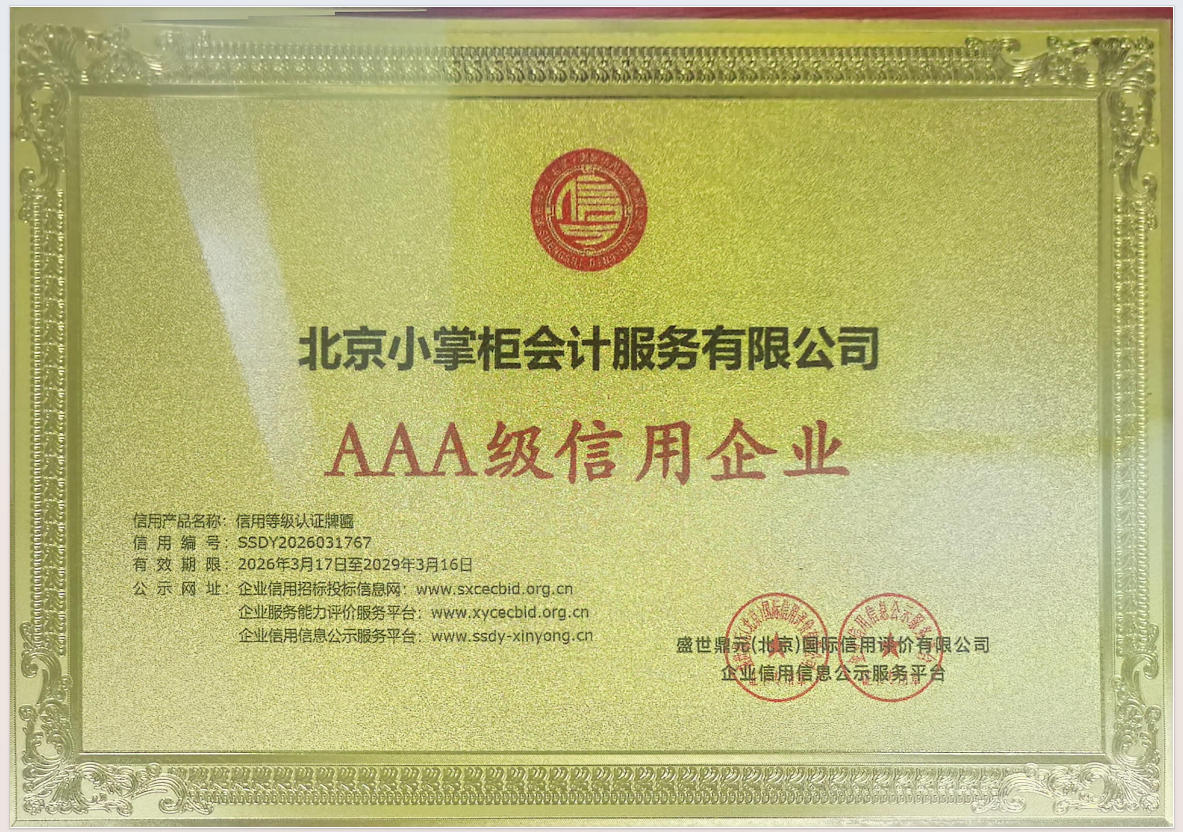 SHENGSHI DINGYUAN
北京小掌柜会计服务有限公司
AAA级信用企业
信用产品名称：信用等级认证牌匾
信用编号：SSDY2026031767
有效期限：2026年3月17日至2029年3月16日
公示网址：企业信用招标投标信息网：www.sxcecbid.org.cn
企业服务能力评价服务平台：www.xycecbid.org.cn
企业信用信息公示服务平台：www.ssdy-xinyong.cn
盛世鼎元(北京)国际信用评价有限公司
企业信用信息公示服务平台